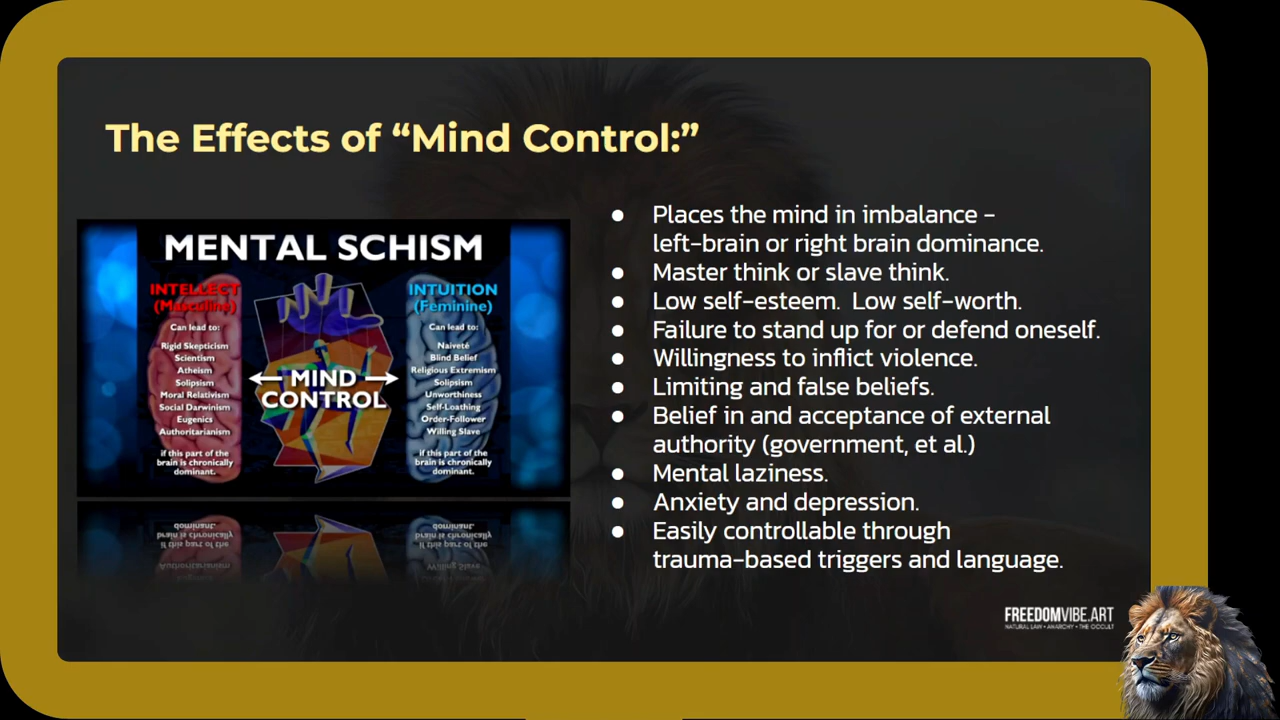 The Effects of “Mind Control:”
MENTAL SCHISM
INTELLECT
(Masculine)
Can lead to:
Rigid Skepticism
Scientism
Atheism
Solipsism
Moral Relativism
Social Darwinism
Eugenics
Authoritarianism
if this part of the
brain is chronically
dominant.
MIND
CONTROL
INTUITION
(Feminine)
Can lead to:
Naiveté
Blind Belief
Religious Extremism
Solipsism
Unworthiness
Self-Loathing
Order-Follower
Willing Slave
if this part of the
brain is chronically
dominant.
● Places the mind in imbalance -
left-brain or right brain dominance.
● Master think or slave think.
● Low self-esteem. Low self-worth.
● Failure to stand up for or defend oneself.
● Willingness to inflict violence.
● Limiting and false beliefs.
● Belief in and acceptance of external
authority (government, et al.)
● Mental laziness.
● Anxiety and depression.
● Easily controllable through
trauma-based triggers and language.
FREEDOMVIBE.ART
NATURAL LAW • ANARCHY • THE OCCULT